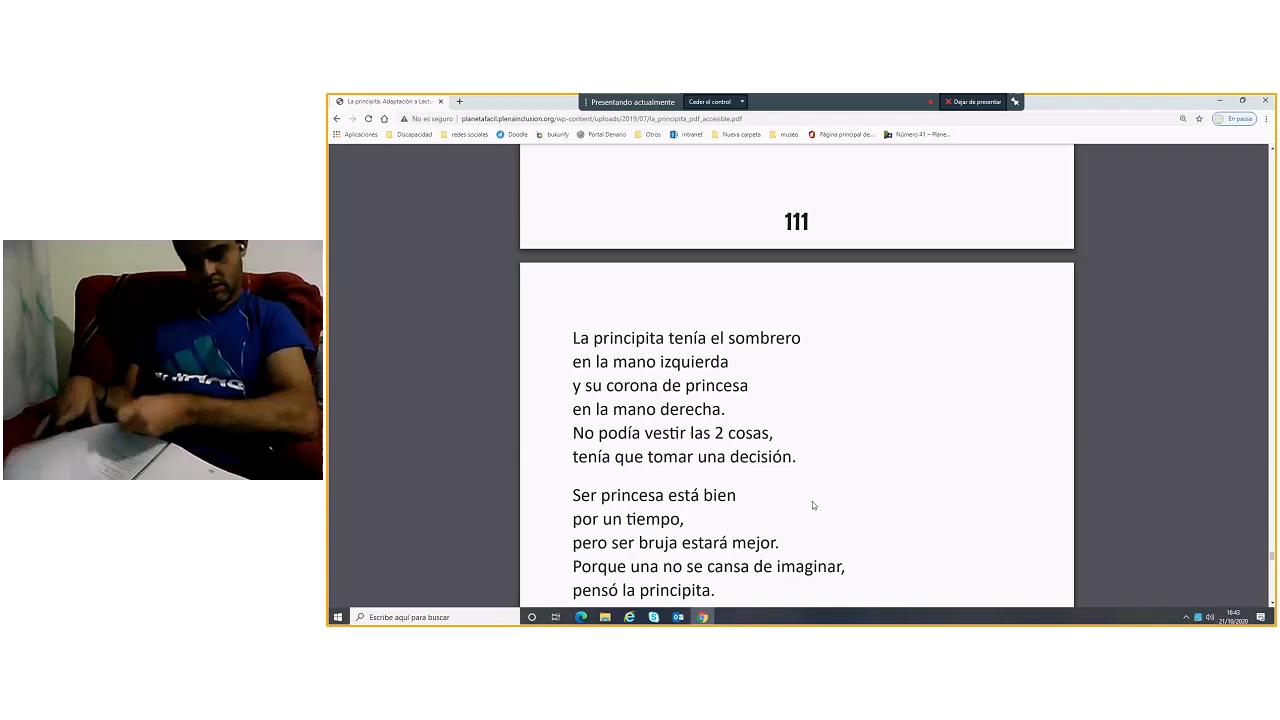 La principita. Adaptación a Lectu
Presentando actualmente
Ceder el control
Dejar de presentar
No es seguro
planetafacil.plenainclusion.org/wp-content/uploads/2019/07/la_principita_pdf_accesible.pdf
En pausa
Aplicaciones
Discapacidad
redes sociales
Doodle
bukunfy
Portal Denario
Otros
intranet
Nueva carpeta
museo
Página principal de...
Número 41 – Plane...
111
La principita tenía el sombrero
en la mano izquierda
y su corona de princesa
en la mano derecha.
No podía vestir las 2 cosas,
tenía que tomar una decisión.
Ser princesa está bien
por un tiempo,
pero ser bruja estará mejor.
Porque una no se cansa de imaginar,
pensó la principita.
Escribe aquí para buscar
16:43
21/10/2020